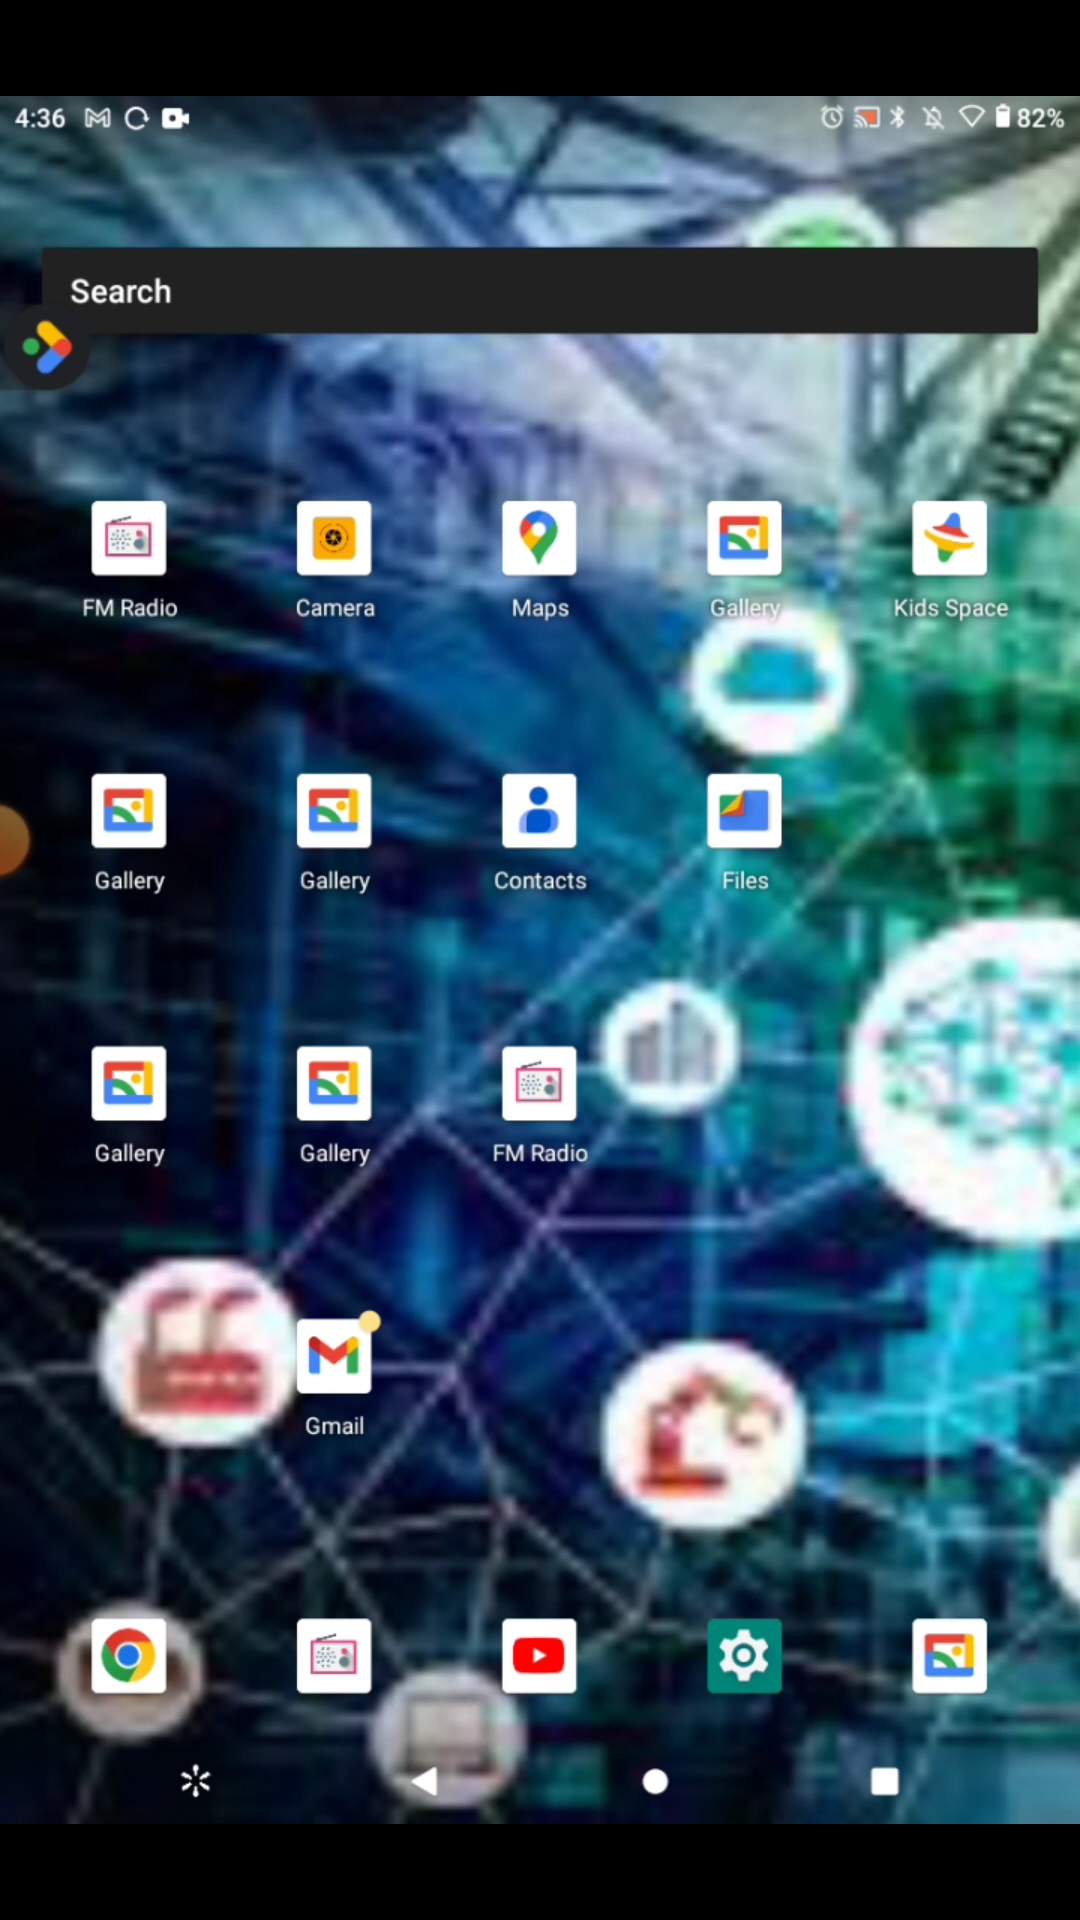 4:36 82%
Search
FM Radio Camera Maps Gallery Kids Space
Gallery Gallery Contacts Files
Gallery Gallery FM Radio
Gmail